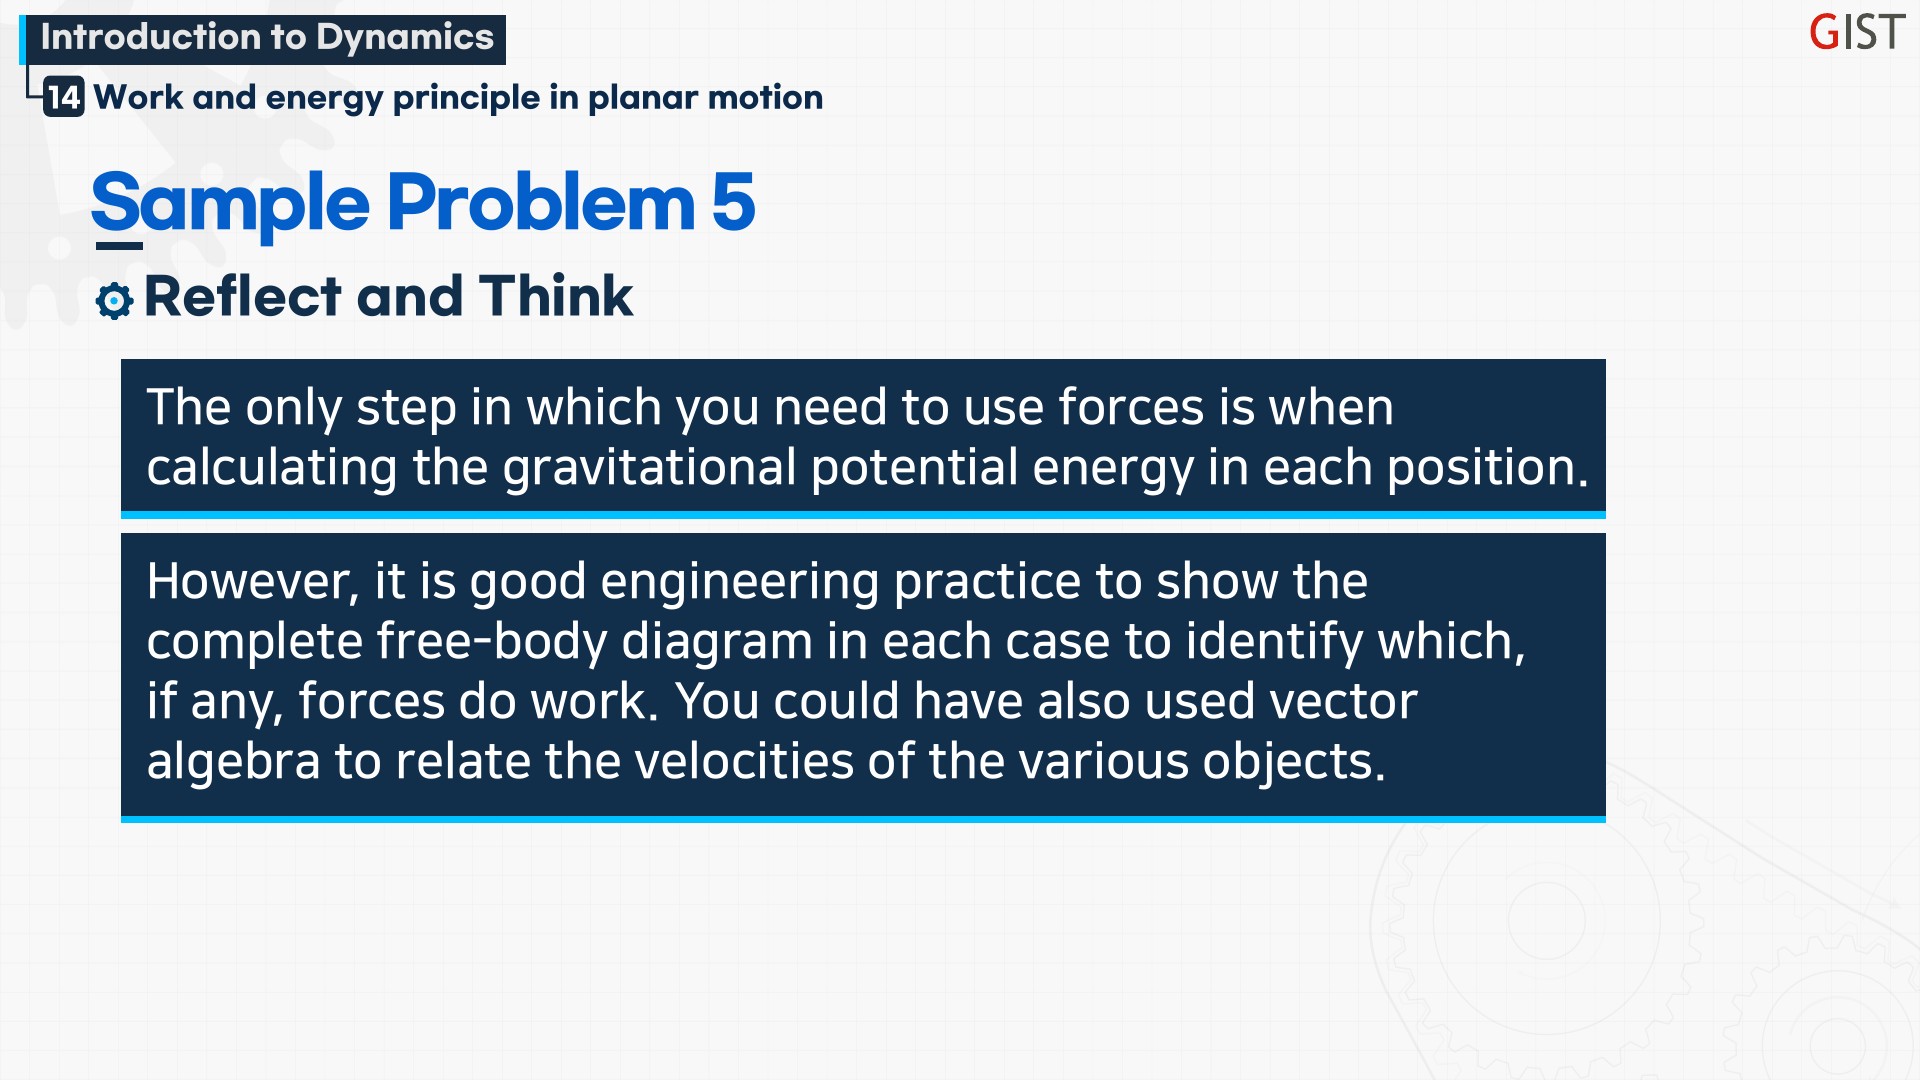 Introduction to Dynamics
GIST
14 Work and energy principle in planar motion
Sample Problem 5
Reflect and Think
The only step in which you need to use forces is when
calculating the gravitational potential energy in each position.
However, it is good engineering practice to show the
complete free-body diagram in each case to identify which,
if any, forces do work. You could have also used vector
algebra to relate the velocities of the various objects.